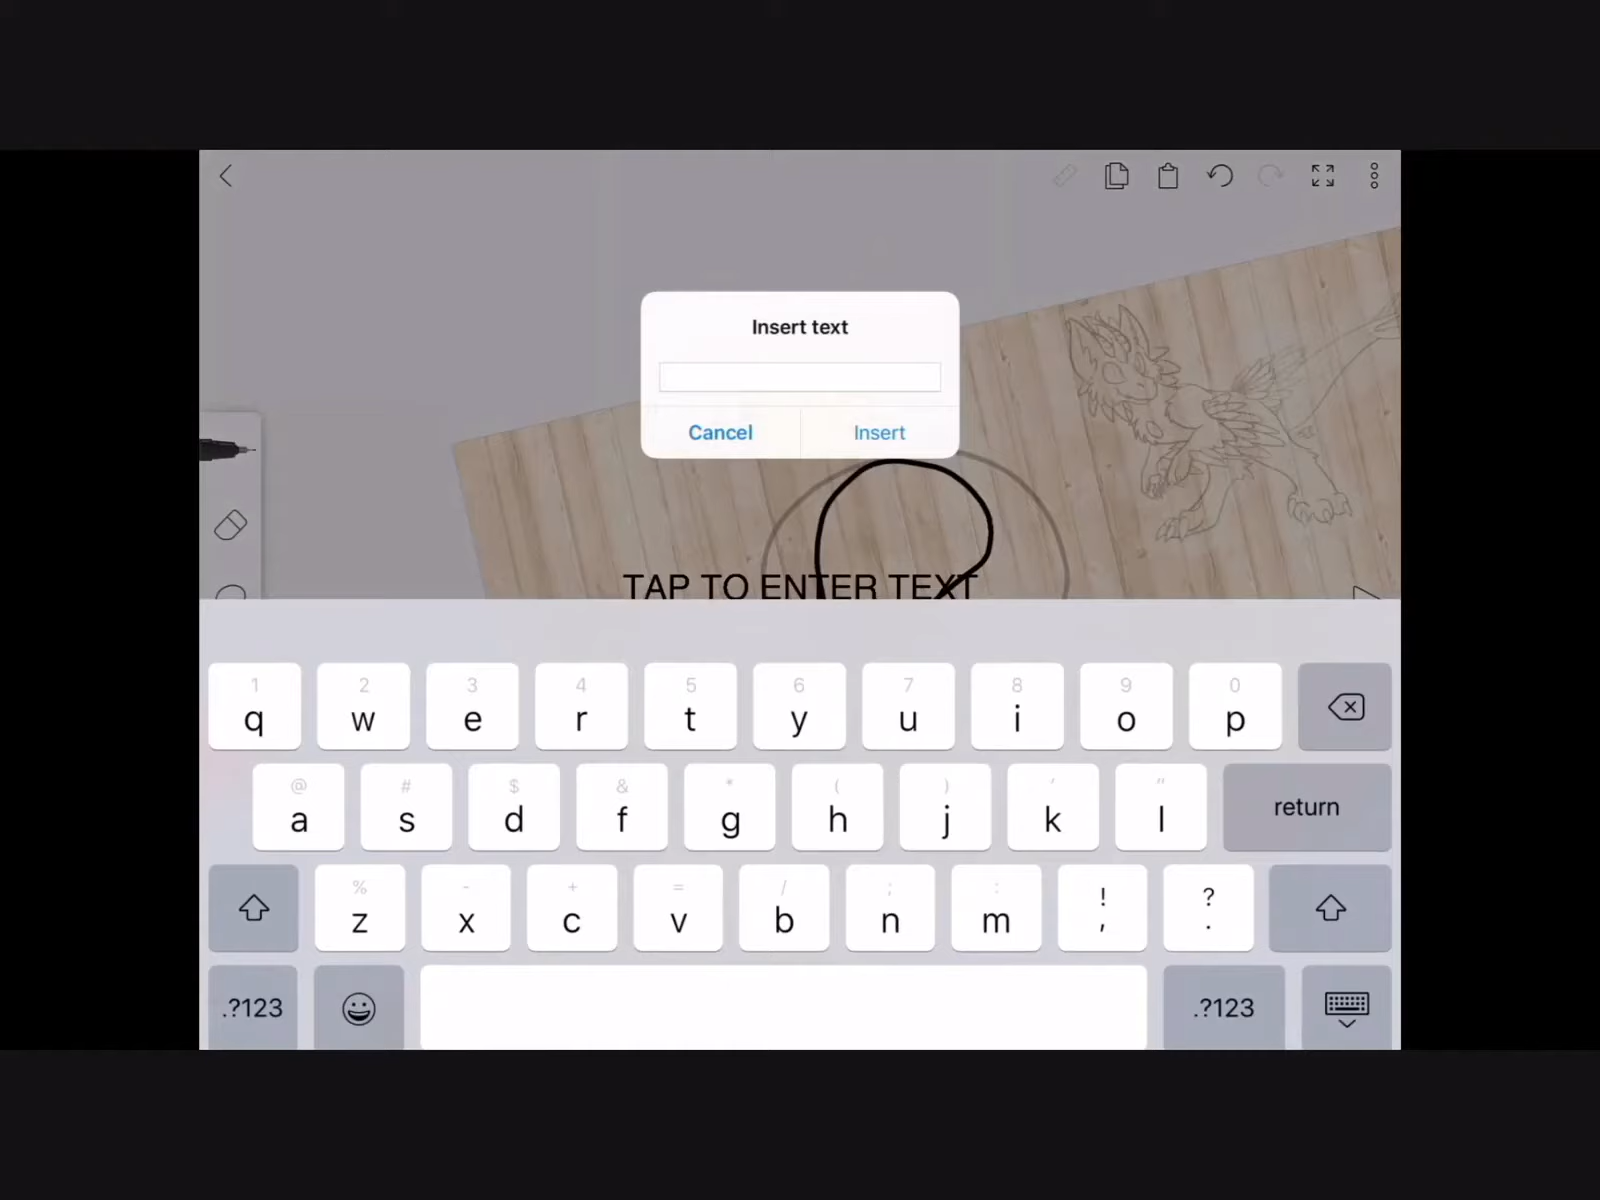 Insert text
Cancel Insert
TAP TO ENTER TEXT
1 2 3 4 5 6 7 8 9 0
q w e r t y u i o p
@ # $ & * ( ) ' "
a s d f g h j k l return
% - + = / ; : ! ?
z x c v b n m , .
.?123 .?123